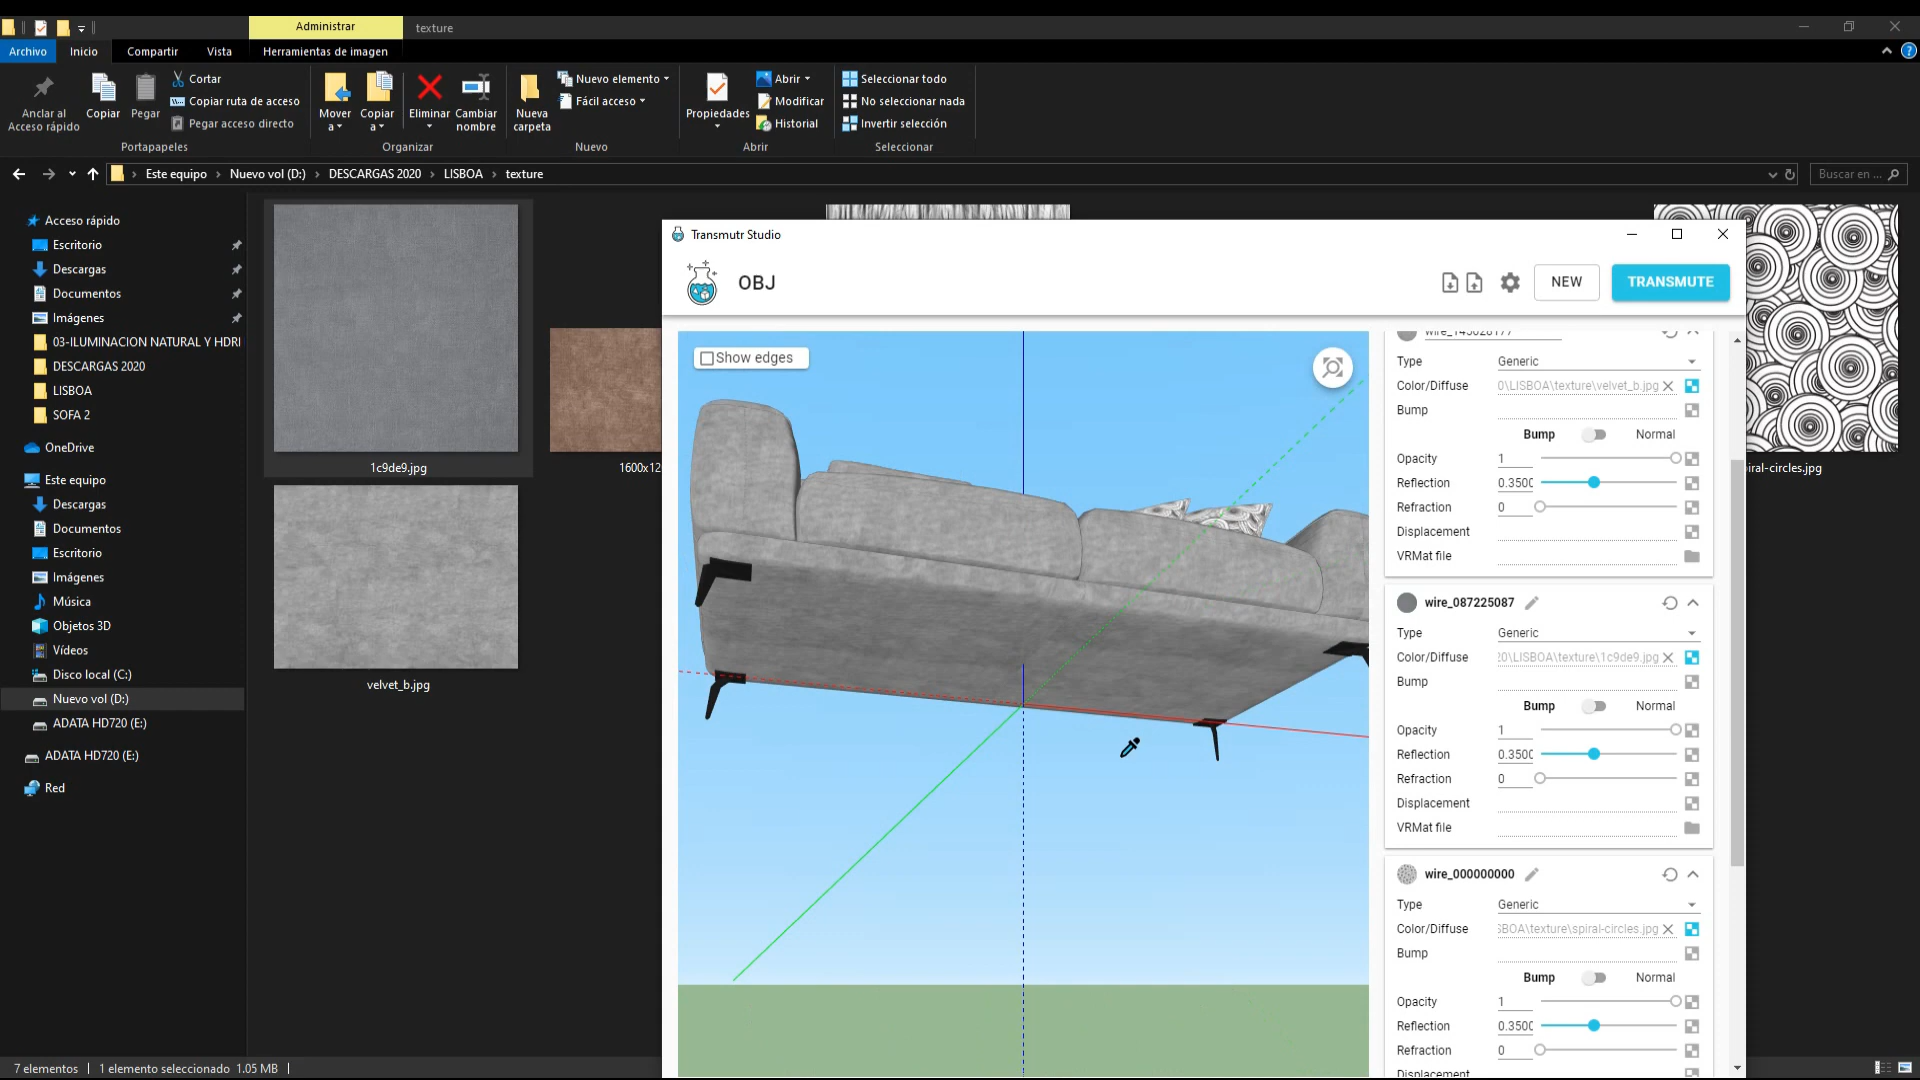 Administrar
texture
Archivo
Inicio
Compartir
Vista
Herramientas de imagen
Anclar al Acceso rápido
Copiar
Pegar
Cortar
Copiar ruta de acceso
Pegar acceso directo
Mover a
Copiar a
Eliminar
Cambiar nombre
Nueva carpeta
Nuevo elemento
Fácil acceso
Propiedades
Abrir
Modificar
Historial
Seleccionar todo
No seleccionar nada
Invertir selección
Portapapeles
Organizar
Nuevo
Abrir
Seleccionar
Este equipo
Nuevo vol (D:)
DESCARGAS 2020
LISBOA
texture
Buscar en ...
Acceso rápido
Escritorio
Descargas
Documentos
Imágenes
03-ILUMINACION NATURAL Y HDRI
DESCARGAS 2020
LISBOA
SOFA 2
OneDrive
Este equipo
Descargas
Documentos
Escritorio
Imágenes
Música
Objetos 3D
Vídeos
Disco local (C:)
Nuevo vol (D:)
ADATA HD720 (E:)
ADATA HD720 (E:)
Red
1c9de9.jpg
1600x12
velvet_b.jpg
iral-circles.jpg
Transmutr Studio
OBJ
NEW
TRANSMUTE
Show edges
Type Generic
Color/Diffuse 0\LISBOA\texture\velvet_b.jpg
Bump
Bump Normal
Opacity 1
Reflection 0.350
Refraction 0
Displacement
VRMat file
wire_087225087
Type Generic
Color/Diffuse 20\LISBOA\texture\1c9de9.jpg
Bump
Bump Normal
Opacity 1
Reflection 0.350
Refraction 0
Displacement
VRMat file
wire_000000000
Type Generic
Color/Diffuse SBOA\texture\spiral-circles.jpg
Bump
Bump Normal
Opacity 1
Reflection 0.350
Refraction 0
Displacement
7 elementos
1 elemento seleccionado 1.05 MB